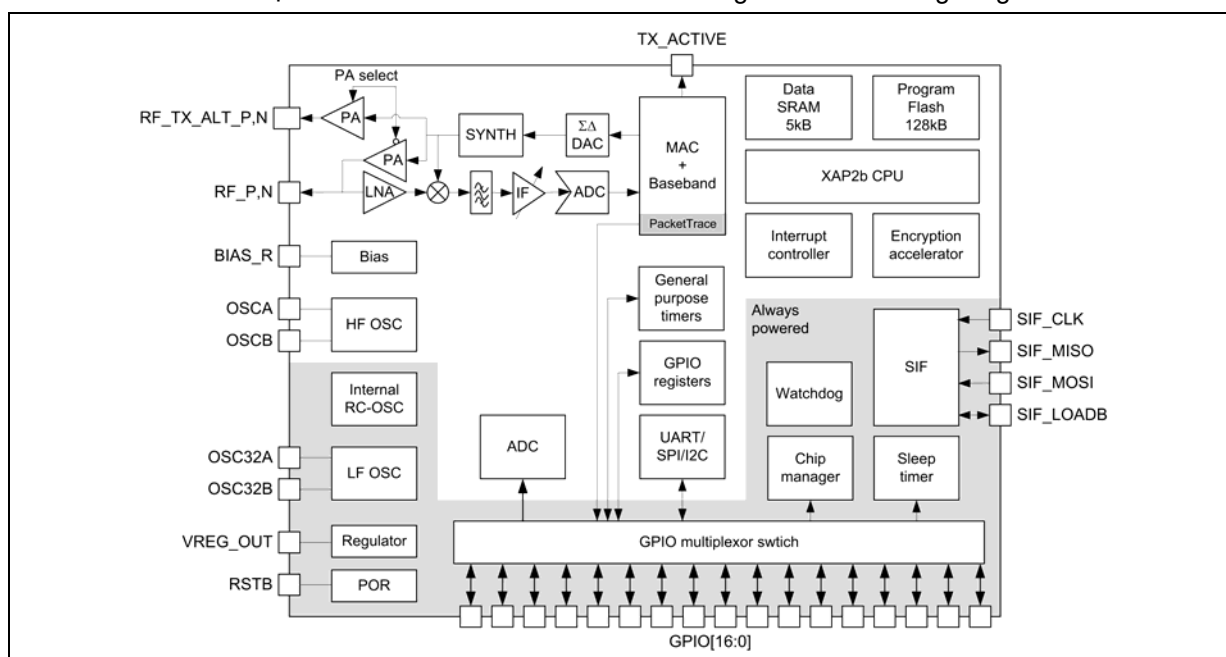 TX_ACTIVE
PA select
RF_TX_ALT_P,N
PA
PA
SYNTH
ΣΔ
DAC
MAC
+
Baseband
PacketTrace
Data
SRAM
5kB
Program
Flash
128kB
XAP2b CPU
RF_P,N
LNA
IF
ADC
Interrupt
controller
Encryption
accelerator
BIAS_R
Bias
OSCA
OSCB
HF OSC
General
purpose
timers
Always
powered
GPIO
registers
SIF
SIF_CLK
SIF_MISO
SIF_MOSI
SIF_LOADB
Internal
RC-OSC
Watchdog
OSC32A
OSC32B
LF OSC
ADC
UART/
SPI/I2C
Chip
manager
Sleep
timer
VREG_OUT
Regulator
GPIO multiplexor swtich
RSTB
POR
GPIO[16:0]